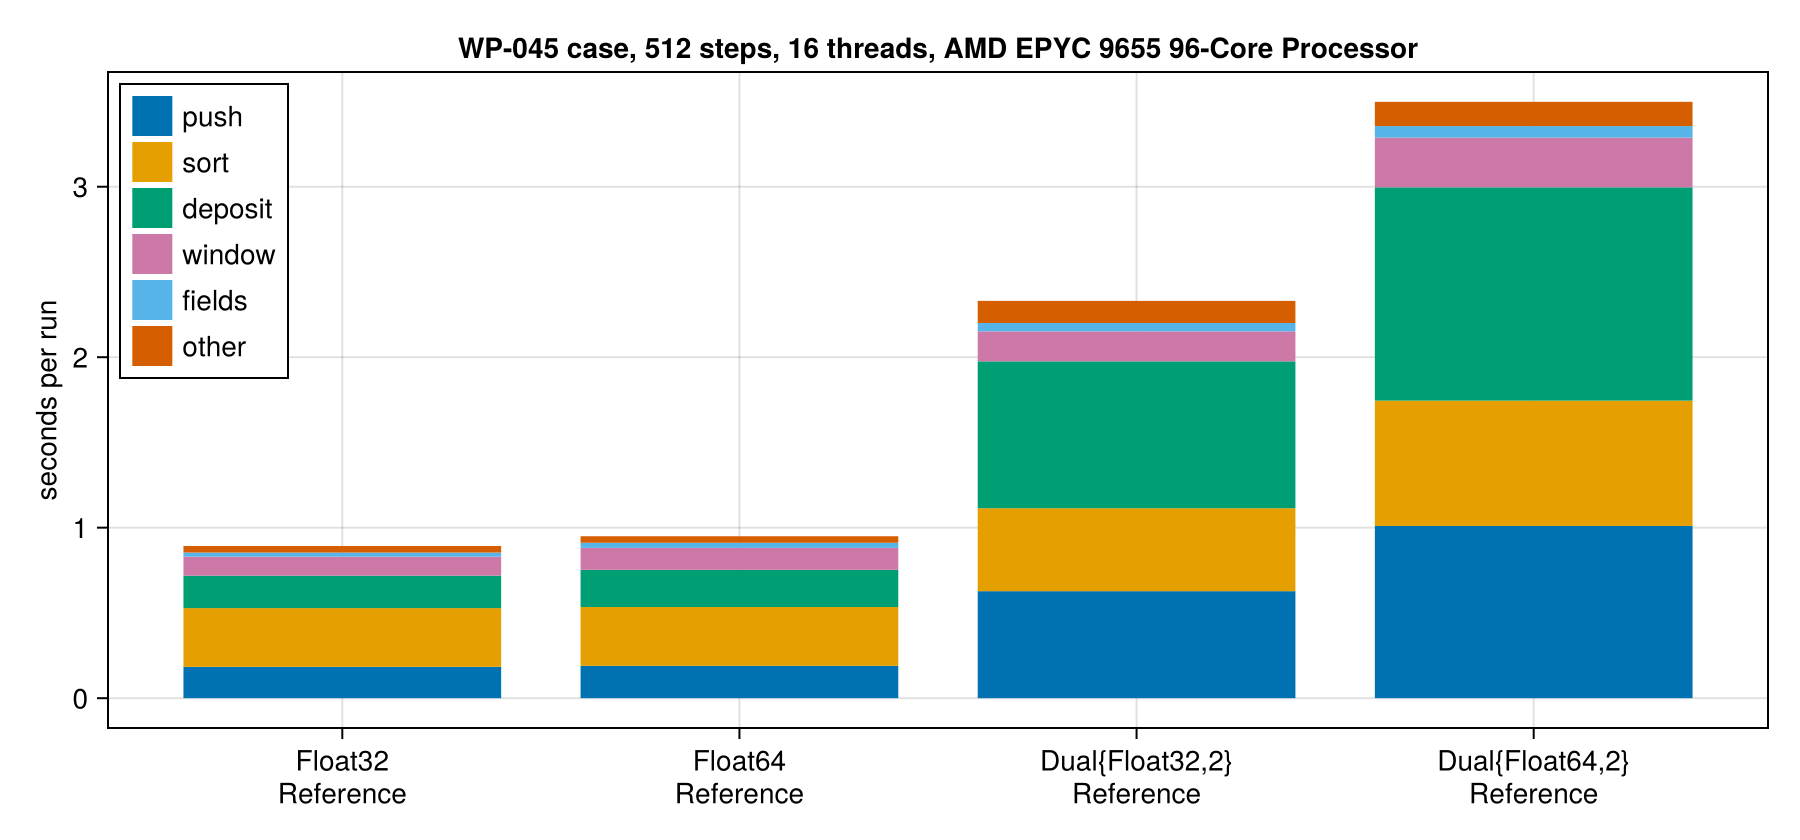 WP-045 case, 512 steps, 16 threads, AMD EPYC 9655 96-Core Processor
push
sort
deposit
window
fields
other
seconds per run
3
2
1
0
Float32
Reference
Float64
Reference
Dual{Float32,2}
Reference
Dual{Float64,2}
Reference